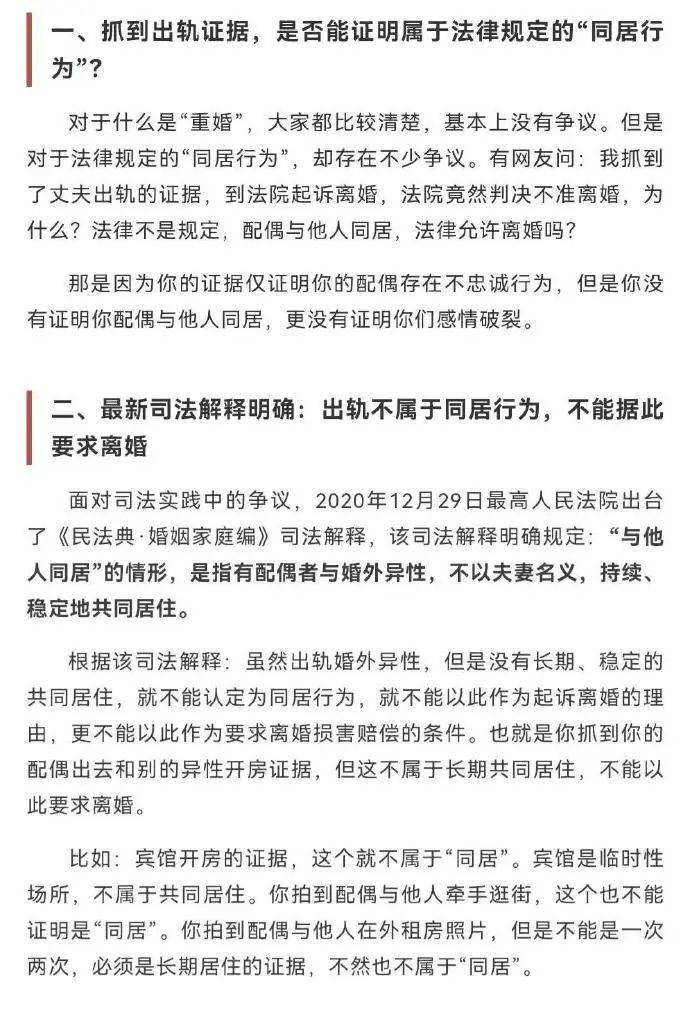 一、抓到出轨证据，是否能证明属于法律规定的“同居行
为”？
对于什么是“重婚”，大家都比较清楚，基本上没有争议。但是
对于法律规定的“同居行为”，却存在不少争议。有网友问：我抓到
了丈夫出轨的证据，到法院起诉离婚，法院竟然判决不准离婚，为
什么？法律不是规定，配偶与他人同居，法律允许离婚吗？
那是因为你的证据仅证明你的配偶存在不忠诚行为，但是你没
有证明你配偶与他人同居，更没有证明你们感情破裂。
二、最新司法解释明确：出轨不属于同居行为，不能据此
要求离婚
面对司法实践中的争议，2020年12月29日最高人民法院出台
了《民法典·婚姻家庭编》司法解释，该司法解释明确规定：“与他
人同居”的情形，是指有配偶者与婚外异性，不以夫妻名义，持续、
稳定地共同居住。
根据该司法解释：虽然出轨婚外异性，但是没有长期、稳定的
共同居住，就不能认定为同居行为，就不能以此作为起诉离婚的理
由，更不能以此作为要求离婚损害赔偿的条件。也就是你抓到你的
配偶出去和别的异性开房证据，但这不属于长期共同居住，不能以
此要求离婚。
比如：宾馆开房的证据，这个就不属于“同居”。宾馆是临时性
场所，不属于共同居住。你拍到配偶与他人牵手逛街，这个也不能
证明是“同居”。你拍到配偶与他人在外租房照片，但是不能是一次
两次，必须是长期居住的证据，不然也不属于“同居”。